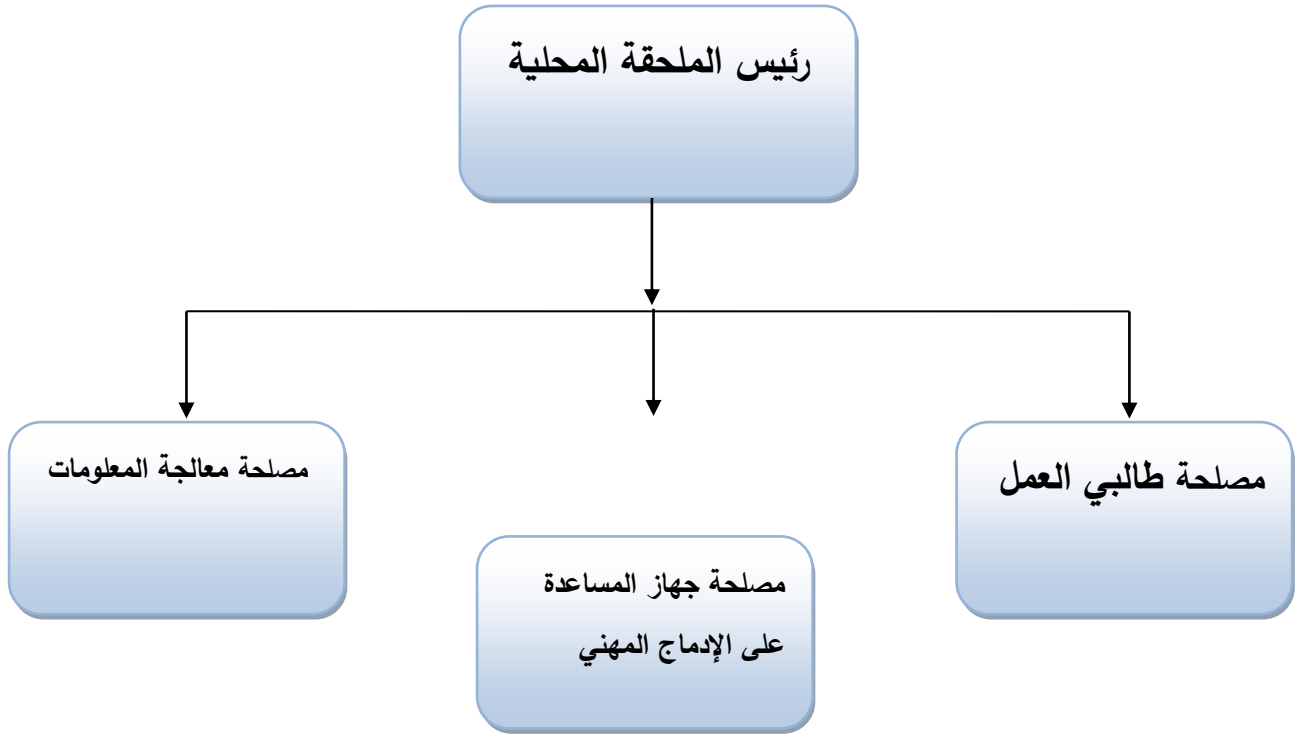 رئيس الملحقة المحلية
مصلحة طالبي العمل
مصلحة معالجة المعلومات
مصلحة جهاز المساعدة
على الإدماج المهني